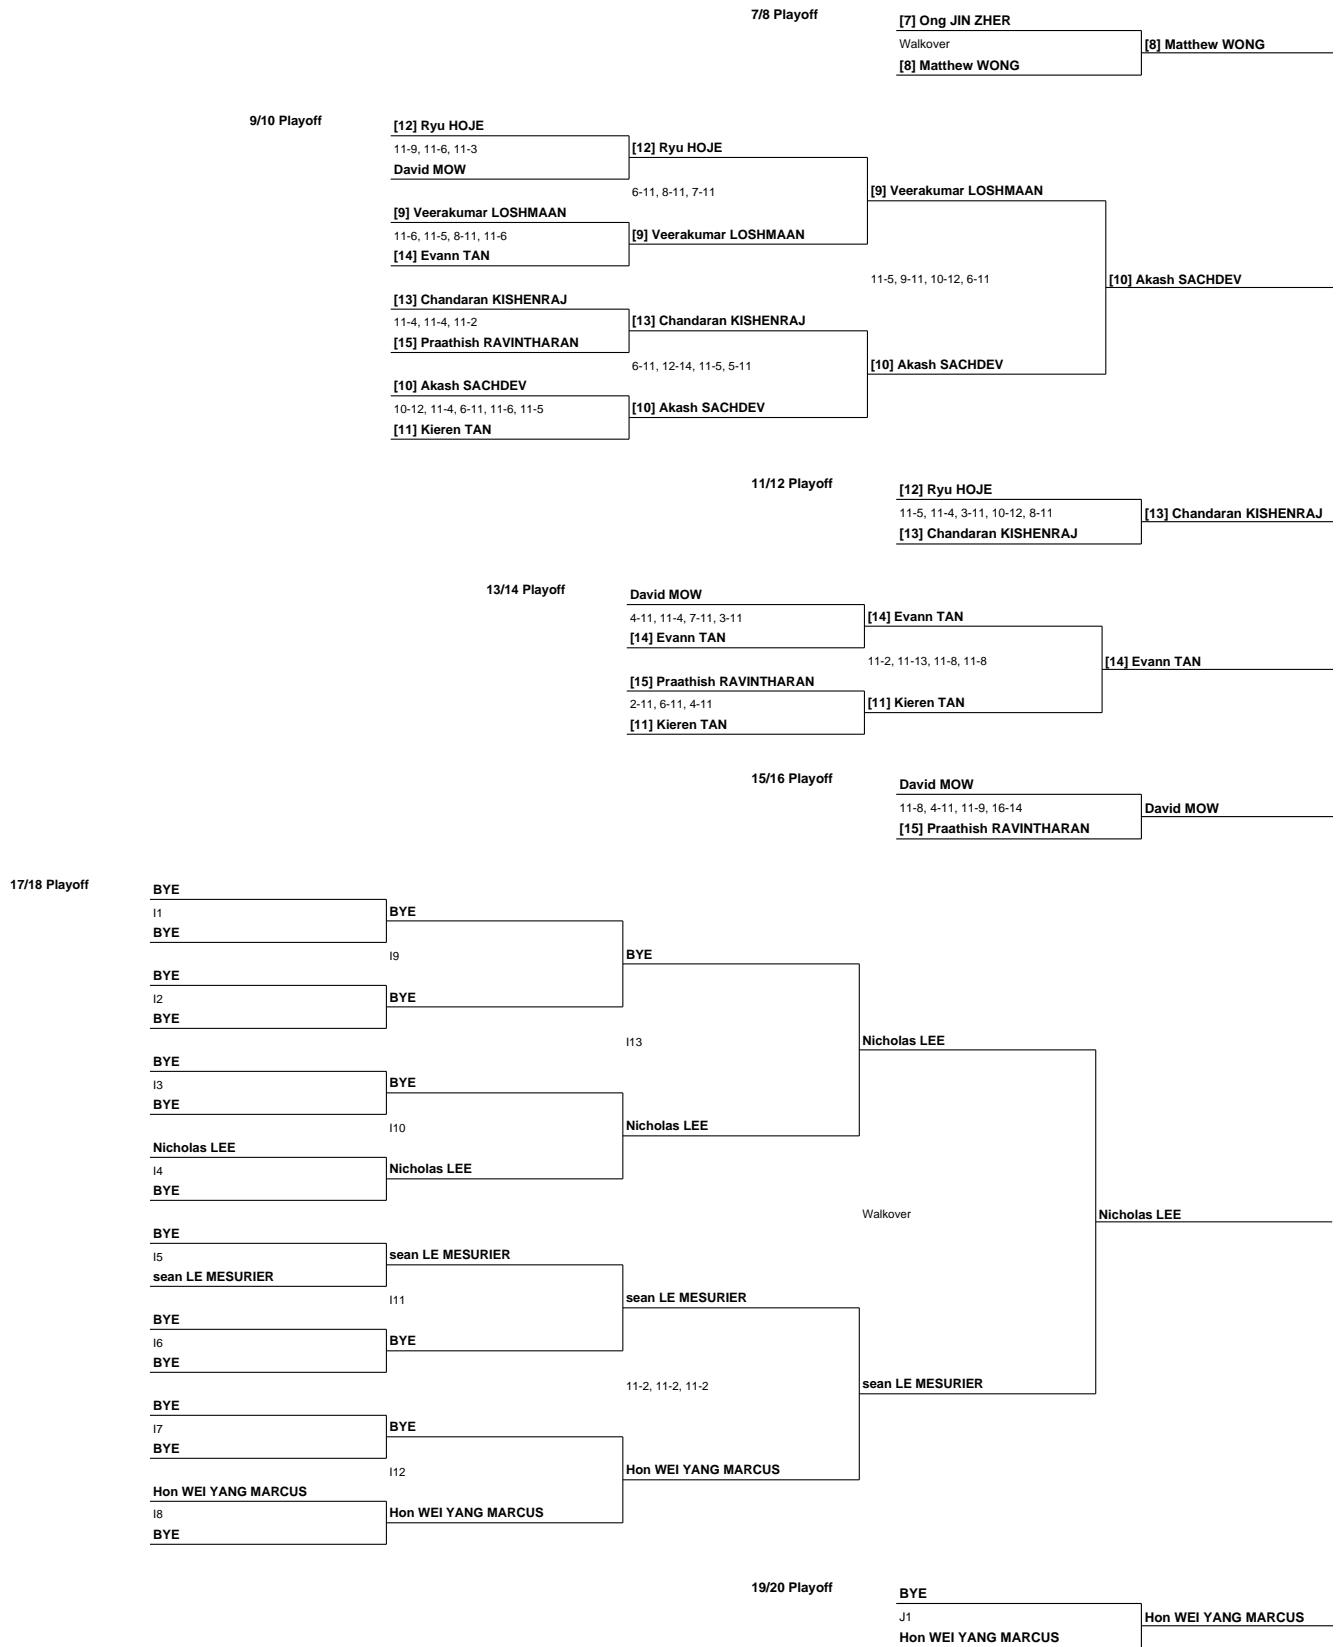 7/8 Playoff
[7] Ong JIN ZHER
Walkover
[8] Matthew WONG
[8] Matthew WONG
9/10 Playoff
[12] Ryu HOJE
11-9, 11-6, 11-3
[12] Ryu HOJE
David MOW
6-11, 8-11, 7-11
[9] Veerakumar LOSHMAAN
[9] Veerakumar LOSHMAAN
11-6, 11-5, 8-11, 11-6
[9] Veerakumar LOSHMAAN
[14] Evann TAN
11-5, 9-11, 10-12, 6-11
[10] Akash SACHDEV
[13] Chandaran KISHENRAJ
11-4, 11-4, 11-2
[13] Chandaran KISHENRAJ
[15] Praathish RAVINTHARAN
6-11, 12-14, 11-5, 5-11
[10] Akash SACHDEV
[10] Akash SACHDEV
10-12, 11-4, 6-11, 11-6, 11-5
[10] Akash SACHDEV
[11] Kieren TAN
11/12 Playoff
[12] Ryu HOJE
11-5, 11-4, 3-11, 10-12, 8-11
[13] Chandaran KISHENRAJ
[13] Chandaran KISHENRAJ
13/14 Playoff
David MOW
4-11, 11-4, 7-11, 3-11
[14] Evann TAN
[14] Evann TAN
11-2, 11-13, 11-8, 11-8
[14] Evann TAN
[15] Praathish RAVINTHARAN
2-11, 6-11, 4-11
[11] Kieren TAN
[11] Kieren TAN
15/16 Playoff
David MOW
11-8, 4-11, 11-9, 16-14
David MOW
[15] Praathish RAVINTHARAN
17/18 Playoff
BYE
I1
BYE
BYE
I9
BYE
BYE
I2
BYE
BYE
I13
Nicholas LEE
BYE
I3
BYE
BYE
I10
Nicholas LEE
Nicholas LEE
I4
Nicholas LEE
BYE
Walkover
Nicholas LEE
BYE
I5
sean LE MESURIER
sean LE MESURIER
I11
sean LE MESURIER
BYE
I6
BYE
BYE
11-2, 11-2, 11-2
sean LE MESURIER
BYE
I7
BYE
BYE
I12
Hon WEI YANG MARCUS
Hon WEI YANG MARCUS
I8
Hon WEI YANG MARCUS
BYE
19/20 Playoff
BYE
J1
Hon WEI YANG MARCUS
Hon WEI YANG MARCUS